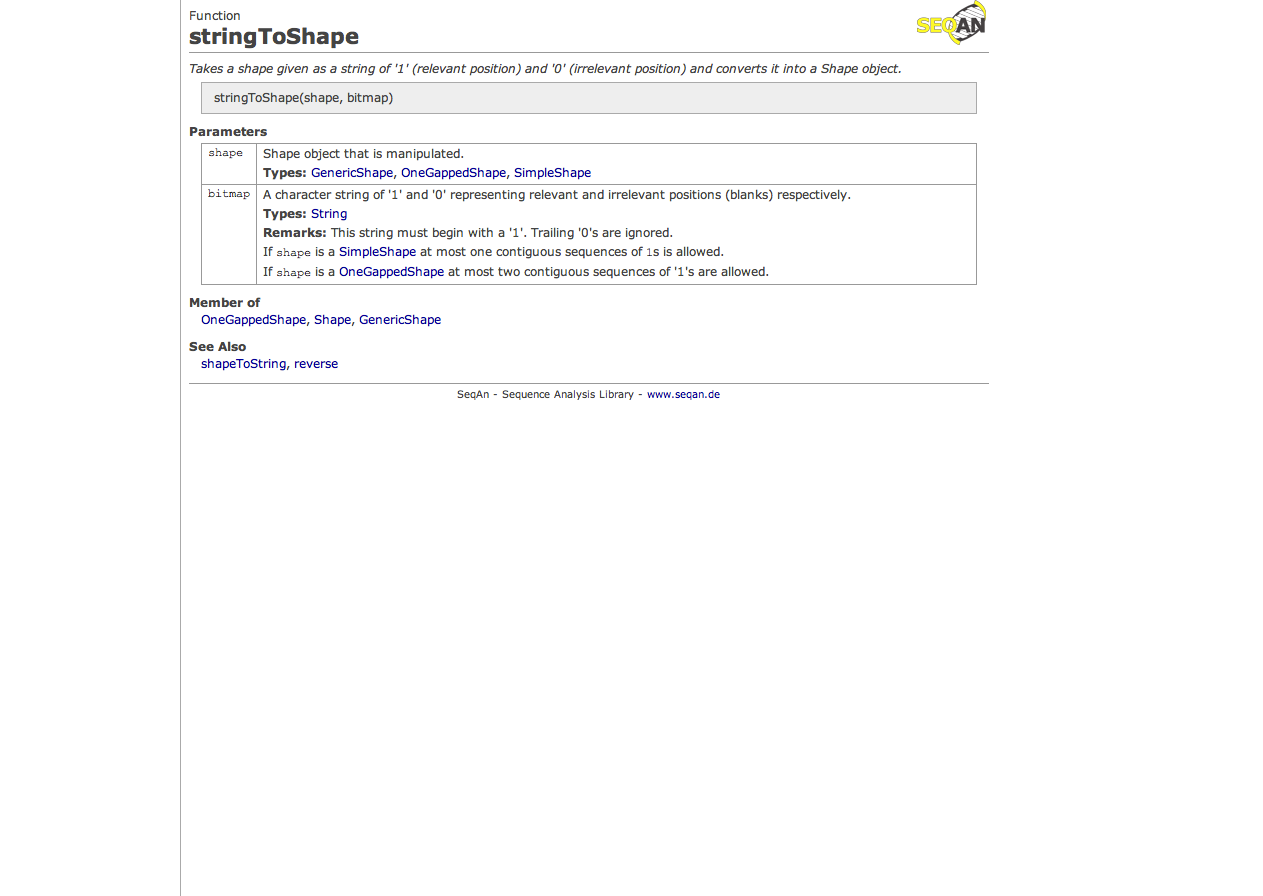 Function
SEQAN
stringToShape
Takes a shape given as a string of '1' (relevant position) and '0' (irrelevant position) and converts it into a Shape object.
stringToShape(shape, bitmap)
Parameters
shape Shape object that is manipulated.
Types: GenericShape, OneGappedShape, SimpleShape
bitmap A character string of '1' and '0' representing relevant and irrelevant positions (blanks) respectively.
Types: String
Remarks: This string must begin with a '1'. Trailing '0's are ignored.
If shape is a SimpleShape at most one contiguous sequences of 1s is allowed.
If shape is a OneGappedShape at most two contiguous sequences of '1's are allowed.
Member of
OneGappedShape, Shape, GenericShape
See Also
shapeToString, reverse
SeqAn - Sequence Analysis Library - www.seqan.de